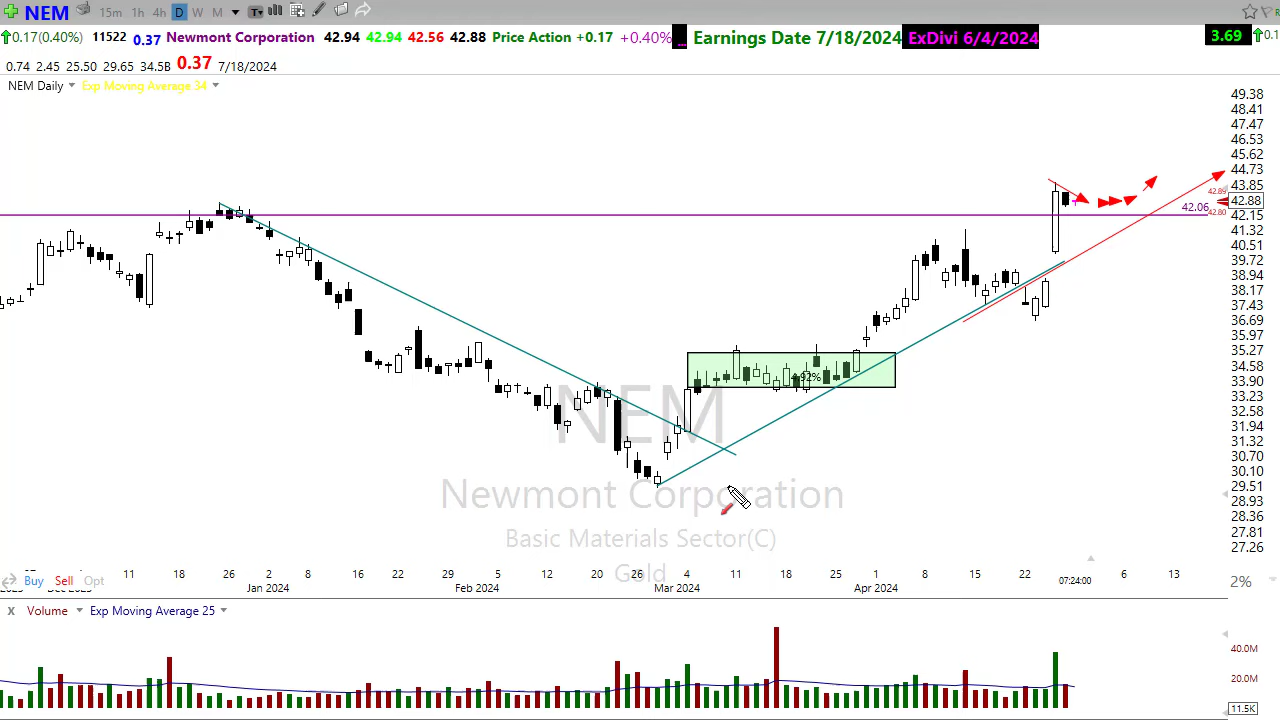 NEM 15m 1h 4h D W M T
0.17(0.40%) 11522 0.37 Newmont Corporation 42.94 42.94 42.56 42.88 Price Action +0.17 +0.40% ... Earnings Date 7/18/2024 ExDivi 6/4/2024 3.69 0.1
0.74 2.45 25.50 29.65 34.5B 0.37 7/18/2024
NEM Daily Exp Moving Average 34
49.38
48.41
47.47
46.53
45.62
44.73
43.85
42.89
42.88
42.06
42.80
42.15
41.32
40.51
39.72
38.94
38.17
37.43
36.69
35.97
35.27
34.58
33.90
33.23
32.58
31.94
31.32
30.70
30.10
29.51
28.93
28.36
27.81
27.26
4.92%
NEM
Newmont Corporation
Basic Materials Sector(C)
Gold
Buy Sell Opt
11 18 26 2 8 16 22 29 5 12 20 26 4 11 18 25 1 8 15 22 07:24:00 6 13
2%
Jan 2024 Feb 2024 Mar 2024 Apr 2024
X Volume Exp Moving Average 25
40.0M
20.0M
11.5K